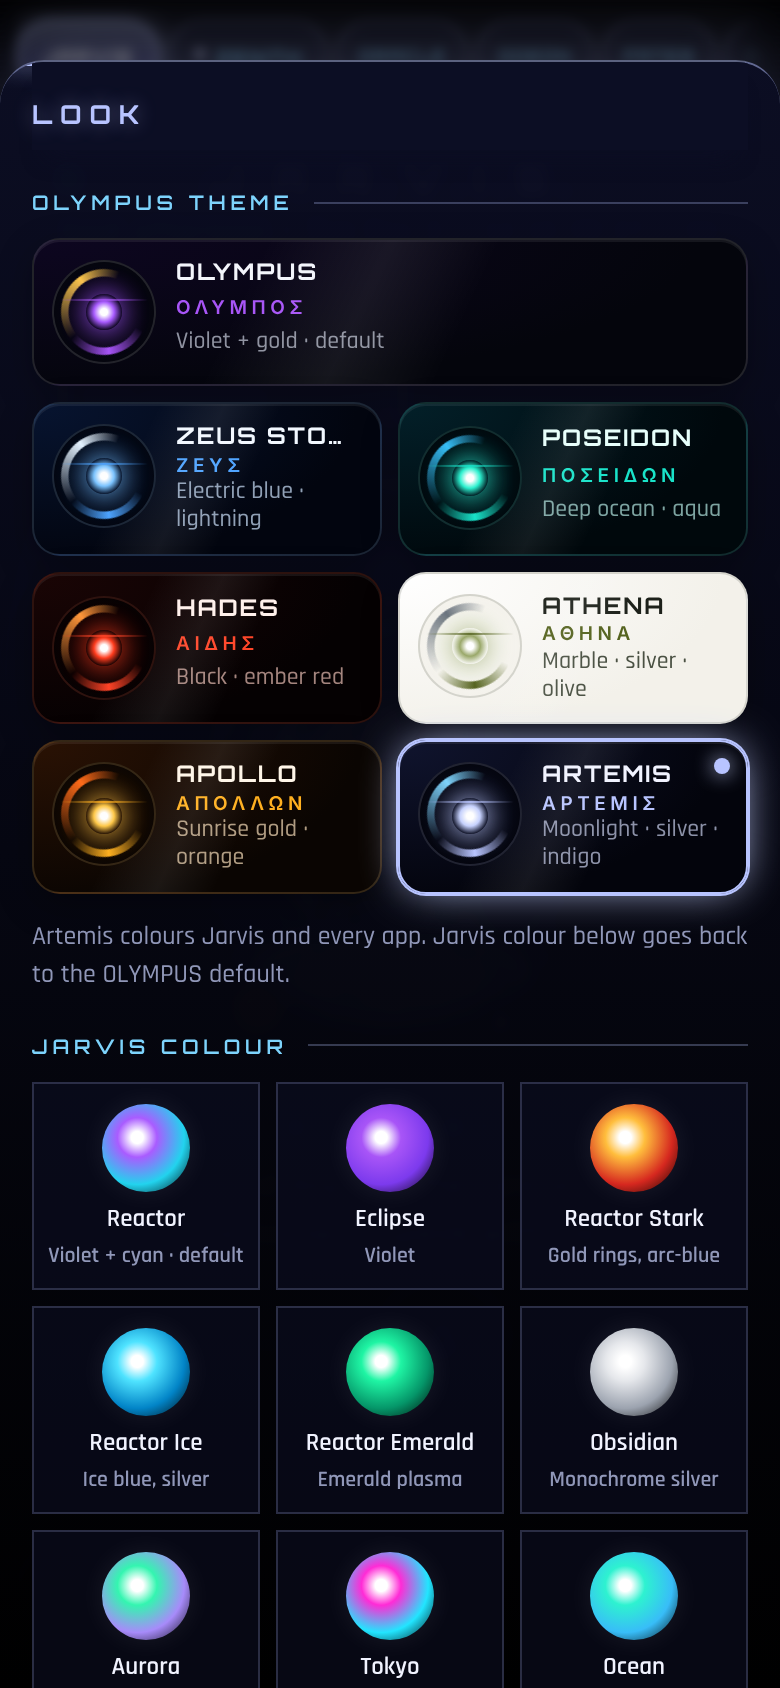 LOOK
OLYMPUS THEME
OLYMPUS
ΟΛΥΜΠΟΣ
Violet + gold · default
ZEUS STO…
ΖΕΥΣ
Electric blue ·
lightning
POSEIDON
ΠΟΣΕΙΔΩΝ
Deep ocean · aqua
HADES
ΑΙΔΗΣ
Black · ember red
ATHENA
ΑΘΗΝΑ
Marble · silver ·
olive
APOLLO
ΑΠΟΛΛΩΝ
Sunrise gold ·
orange
ARTEMIS
ΑΡΤΕΜΙΣ
Moonlight · silver ·
indigo
Artemis colours Jarvis and every app. Jarvis colour below goes back
to the OLYMPUS default.
JARVIS COLOUR
Reactor
Violet + cyan · default
Eclipse
Violet
Reactor Stark
Gold rings, arc-blue
Reactor Ice
Ice blue, silver
Reactor Emerald
Emerald plasma
Obsidian
Monochrome silver
Aurora
Tokyo
Ocean